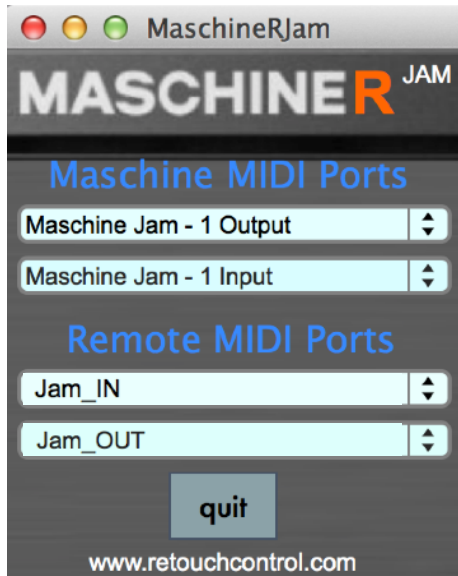 MaschineRJam
MASCHINER JAM
Maschine MIDI Ports
Maschine Jam - 1 Output
Maschine Jam - 1 Input
Remote MIDI Ports
Jam_IN
Jam_OUT
quit
www.retouchcontrol.com